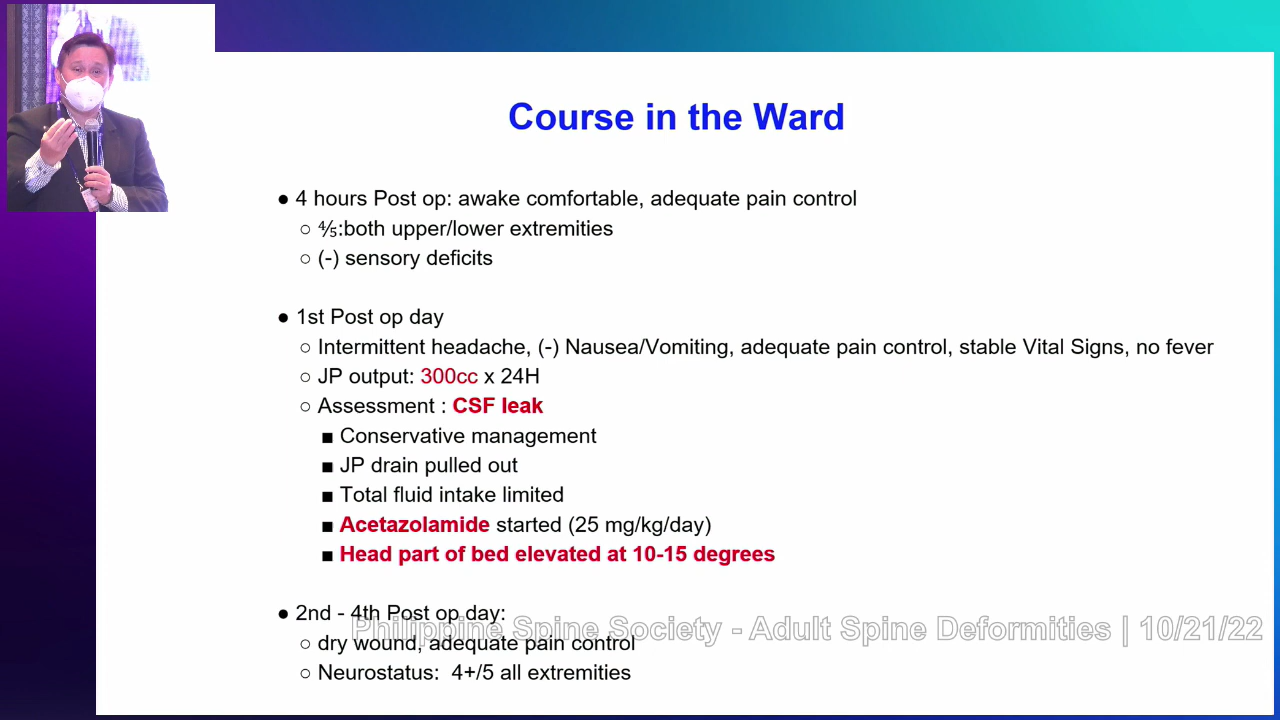 Course in the Ward
● 4 hours Post op: awake comfortable, adequate pain control
○ ⅘:both upper/lower extremities
○ (-) sensory deficits
● 1st Post op day
○ Intermittent headache, (-) Nausea/Vomiting, adequate pain control, stable Vital Signs, no fever
○ JP output: 300cc x 24H
○ Assessment : CSF leak
■ Conservative management
■ JP drain pulled out
■ Total fluid intake limited
■ Acetazolamide started (25 mg/kg/day)
■ Head part of bed elevated at 10-15 degrees
● 2nd - 4th Post op day:
Philippine Spine Society - Adult Spine Deformities | 10/21/22
○ dry wound, adequate pain control
○ Neurostatus: 4+/5 all extremities